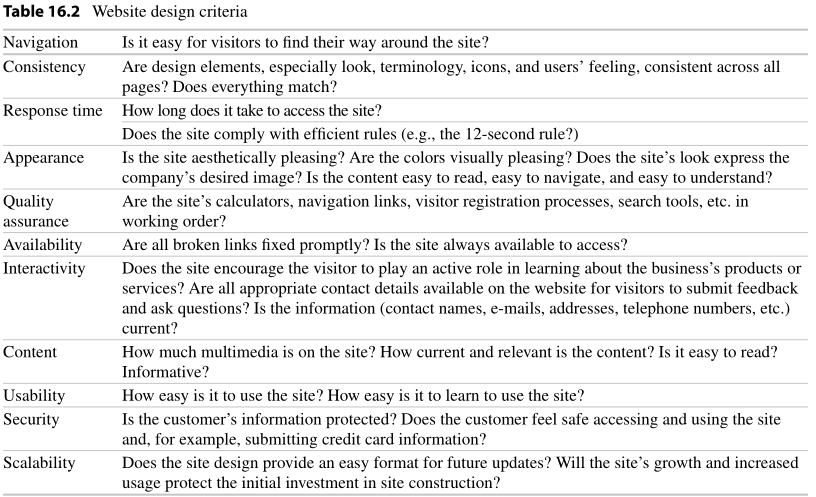 Table 16.2 Website design criteria
Navigation Is it easy for visitors to find their way around the site?
Consistency Are design elements, especially look, terminology, icons, and users' feeling, consistent across all
pages? Does everything match?
Response time How long does it take to access the site?
Does the site comply with efficient rules (e.g., the 12-second rule?)
Appearance Is the site aesthetically pleasing? Are the colors visually pleasing? Does the site's look express the
company's desired image? Is the content easy to read, easy to navigate, and easy to understand?
Quality Are the site's calculators, navigation links, visitor registration processes, search tools, etc. in
assurance working order?
Availability Are all broken links fixed promptly? Is the site always available to access?
Interactivity Does the site encourage the visitor to play an active role in learning about the business's products or
services? Are all appropriate contact details available on the website for visitors to submit feedback
and ask questions? Is the information (contact names, e-mails, addresses, telephone numbers, etc.)
current?
Content How much multimedia is on the site? How current and relevant is the content? Is it easy to read?
Informative?
Usability How easy is it to use the site? How easy is it to learn to use the site?
Security Is the customer's information protected? Does the customer feel safe accessing and using the site
and, for example, submitting credit card information?
Scalability Does the site design provide an easy format for future updates? Will the site's growth and increased
usage protect the initial investment in site construction?